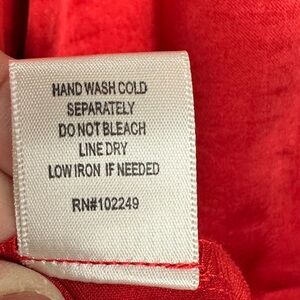 HAND WASH COLD
SEPARATELY
DO NOT BLEACH
LINE DRY
LOW IRON IF NEEDED
RN#102249